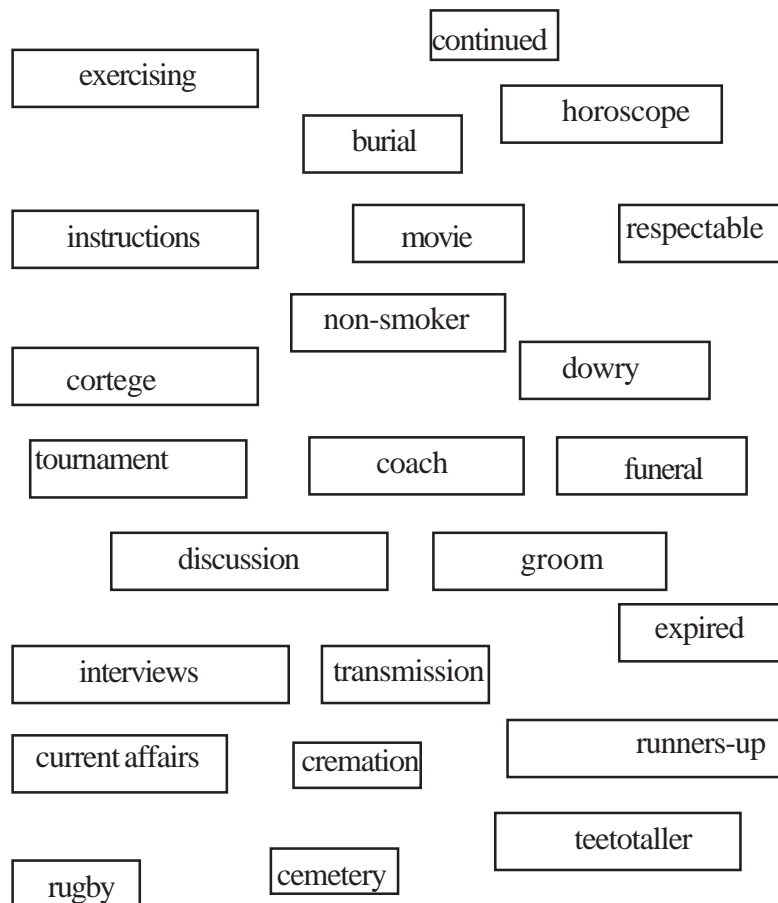 continued
exercising
horoscope
burial
instructions
movie
respectable
non-smoker
cortege
dowry
tournament
coach
funeral
discussion
groom
expired
interviews
transmission
current affairs
cremation
runners-up
teetotaller
rugby
cemetery